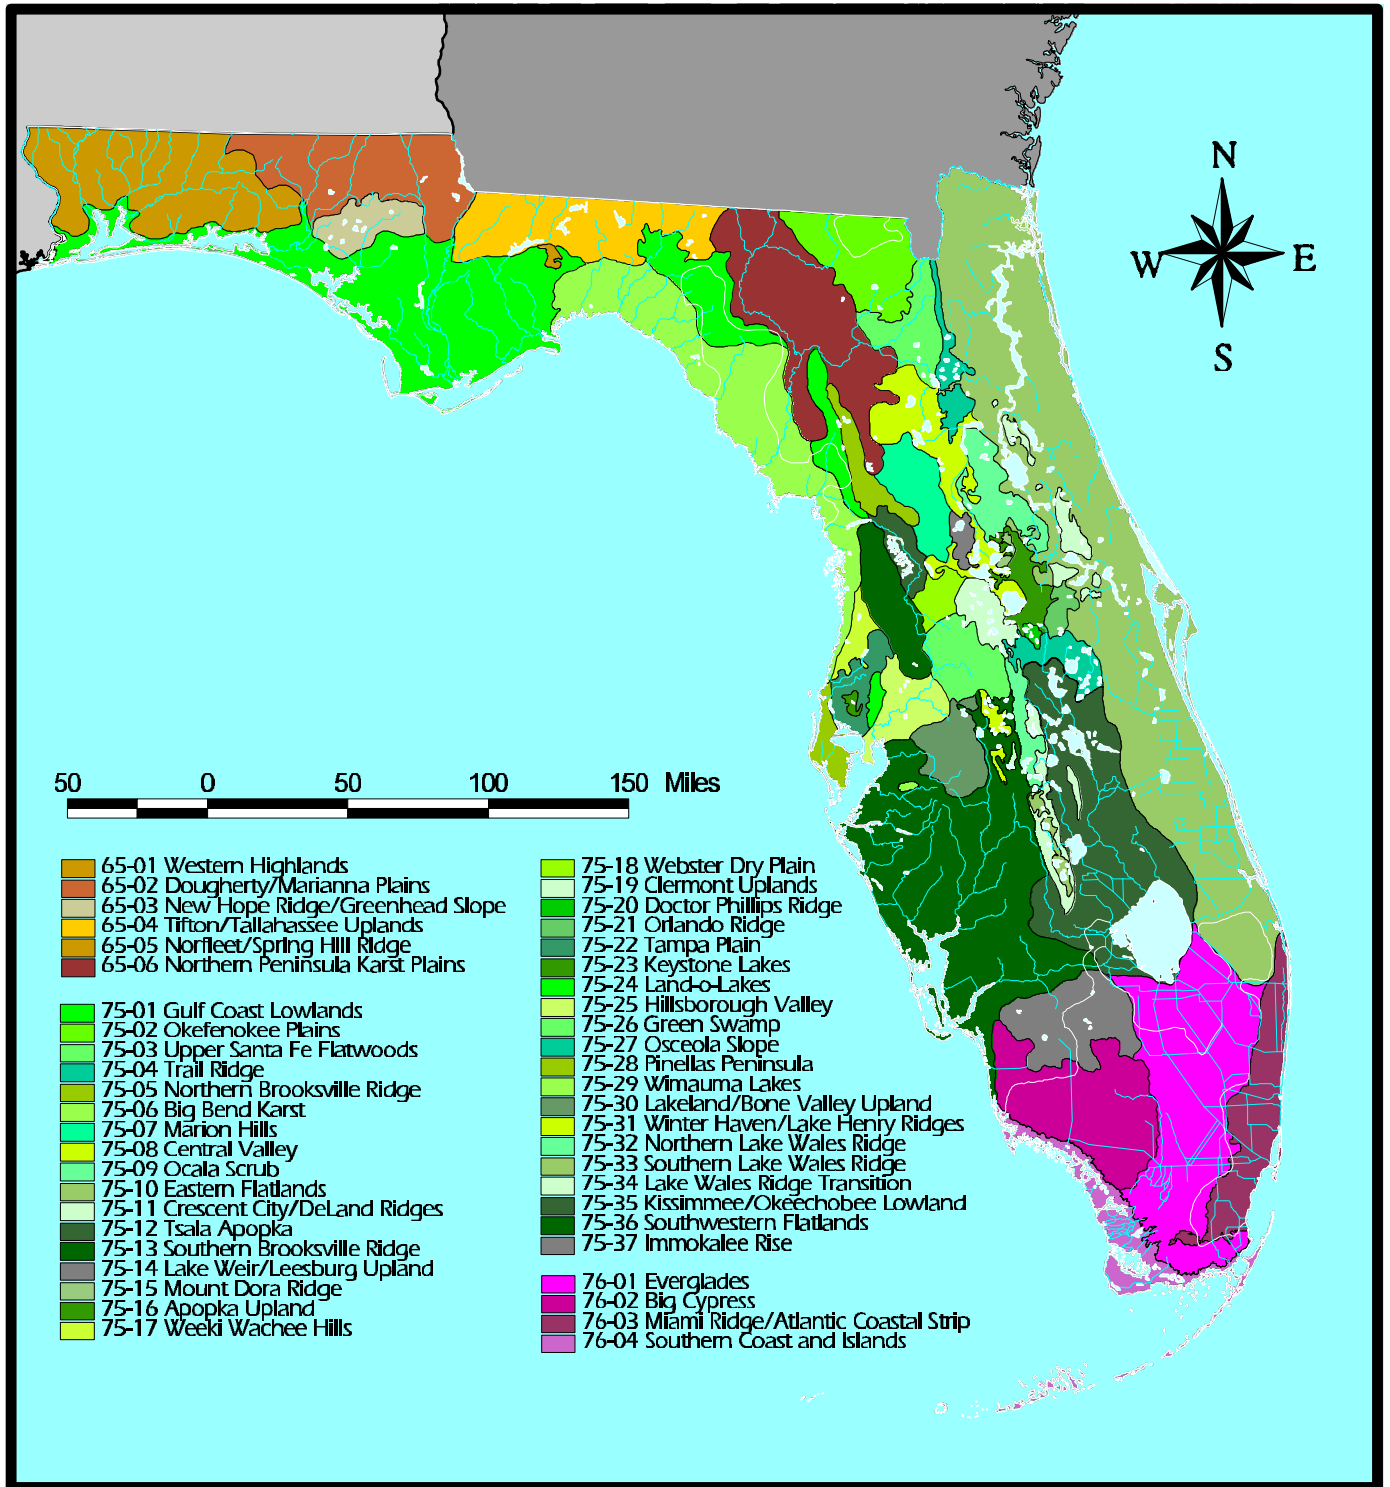 N
W E
S
50 0 50 100 150 Miles
65-01 Western Highlands
65-02 Dougherty/Marianna Plains
65-03 New Hope Ridge/Greenhead Slope
65-04 Tifton/Tallahassee Uplands
65-05 Norfleet/Spring Hill Ridge
65-06 Northern Peninsula Karst Plains
75-01 Gulf Coast Lowlands
75-02 Okefenokee Plains
75-03 Upper Santa Fe Flatwoods
75-04 Trail Ridge
75-05 Northern Brooksville Ridge
75-06 Big Bend Karst
75-07 Marion Hills
75-08 Central Valley
75-09 Ocala Scrub
75-10 Eastern Flatlands
75-11 Crescent City/DeLand Ridges
75-12 Tsala Apopka
75-13 Southern Brooksville Ridge
75-14 Lake Weir/Leesburg Upland
75-15 Mount Dora Ridge
75-16 Apopka Upland
75-17 Weeki Wachee Hills
75-18 Webster Dry Plain
75-19 Clermont Uplands
75-20 Doctor Phillips Ridge
75-21 Orlando Ridge
75-22 Tampa Plain
75-23 Keystone Lakes
75-24 Land-o-Lakes
75-25 Hillsborough Valley
75-26 Green Swamp
75-27 Osceola Slope
75-28 Pinellas Peninsula
75-29 Wimauma Lakes
75-30 Lakeland/Bone Valley Upland
75-31 Winter Haven/Lake Henry Ridges
75-32 Northern Lake Wales Ridge
75-33 Southern Lake Wales Ridge
75-34 Lake Wales Ridge Transition
75-35 Kissimmee/Okeechobee Lowland
75-36 Southwestern Flatlands
75-37 Immokalee Rise
76-01 Everglades
76-02 Big Cypress
76-03 Miami Ridge/Atlantic Coastal Strip
76-04 Southern Coast and Islands